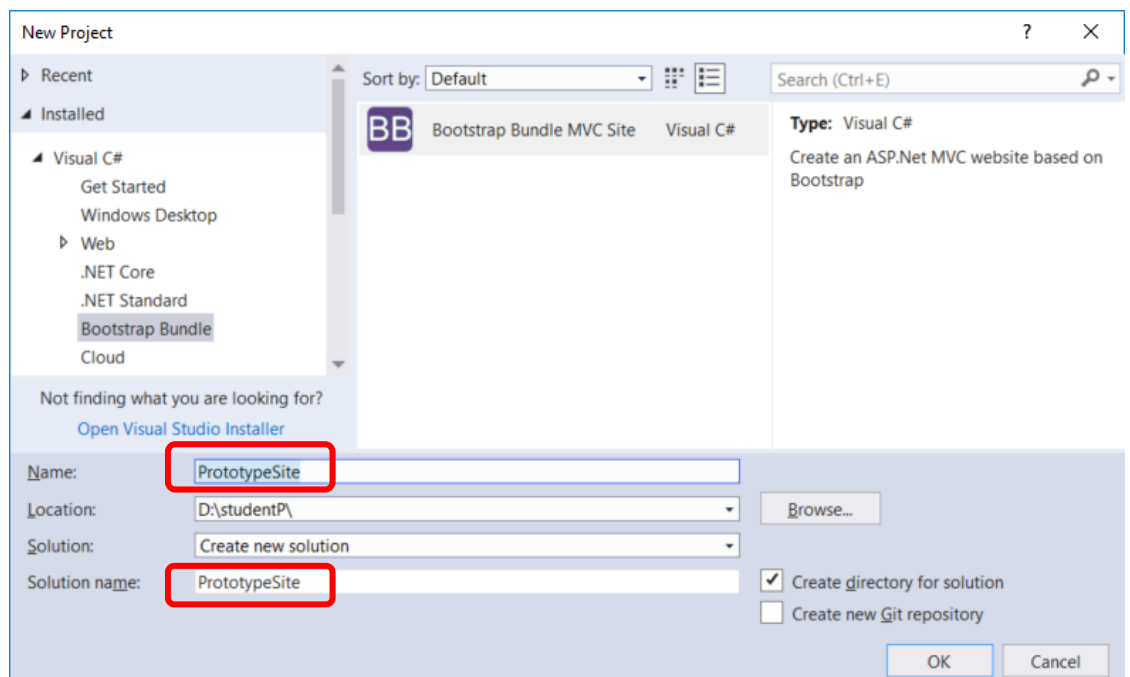 New Project
?
Recent
Installed
Visual C#
Get Started
Windows Desktop
Web
.NET Core
.NET Standard
Bootstrap Bundle
Cloud
Not finding what you are looking for?
Open Visual Studio Installer
Sort by: Default
BB Bootstrap Bundle MVC Site Visual C#
Search (Ctrl+E)
Type: Visual C#
Create an ASP.Net MVC website based on
Bootstrap
Name: PrototypeSite
Location: D:\studentP\
Browse...
Solution: Create new solution
Solution name: PrototypeSite
Create directory for solution
Create new Git repository
OK Cancel